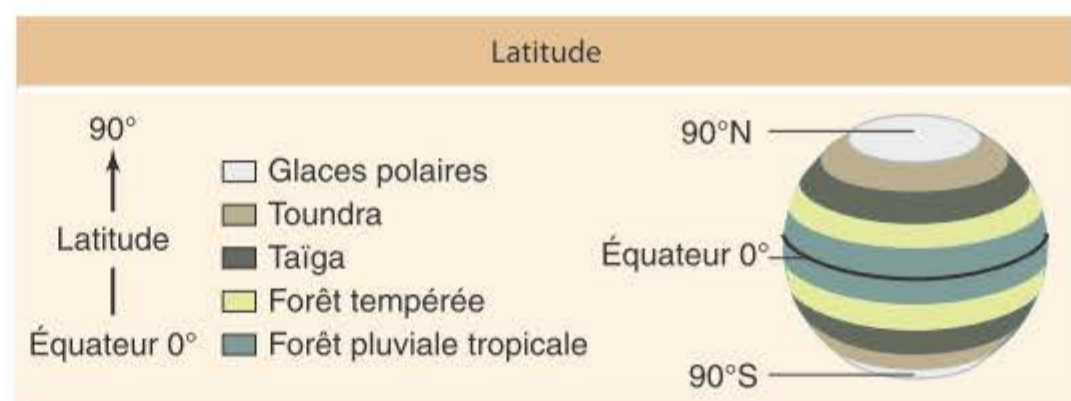 Latitude
90°
Latitude
Équateur 0°
Glaces polaires
Toundra
Taïga
Forêt tempérée
Forêt pluviale tropicale
90°N
Équateur 0°
90°S